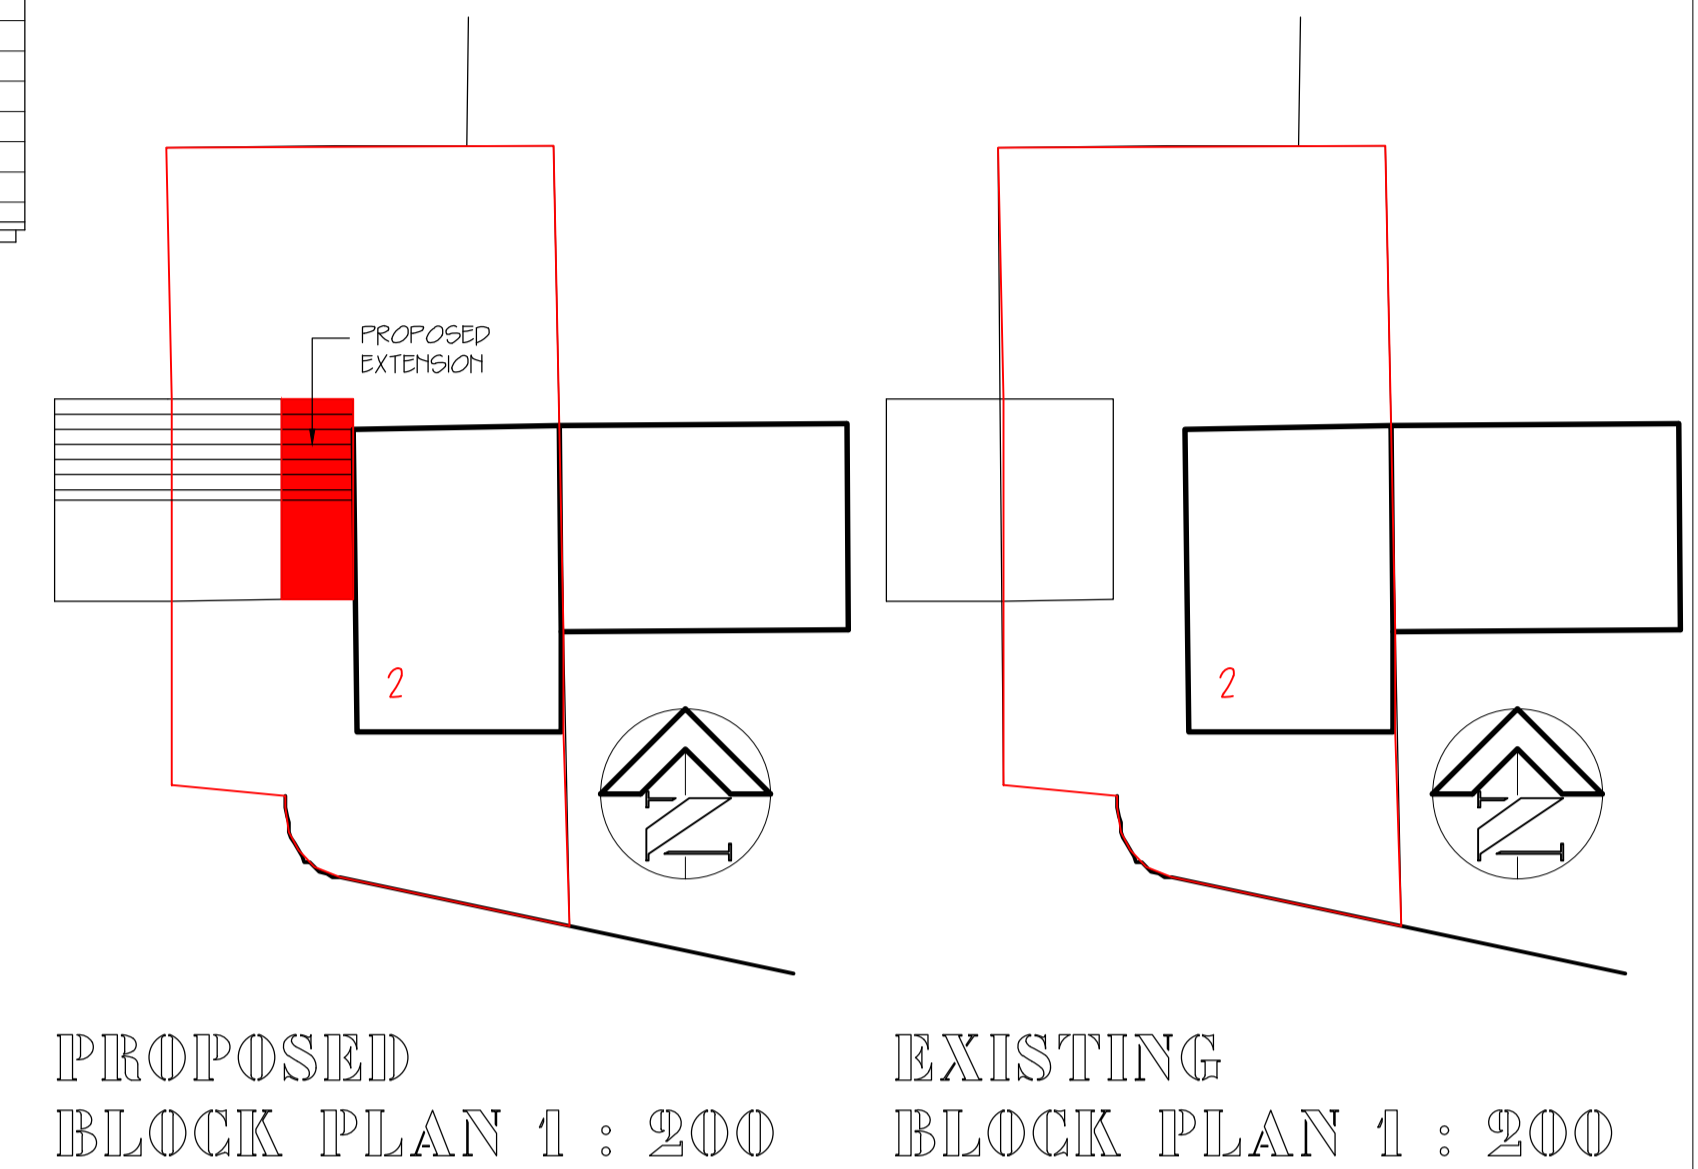 PROPOSED
EXTENSION
2
N
PROPOSED
BLOCK PLAN 1 : 200
2
N
EXISTING
BLOCK PLAN 1 : 200